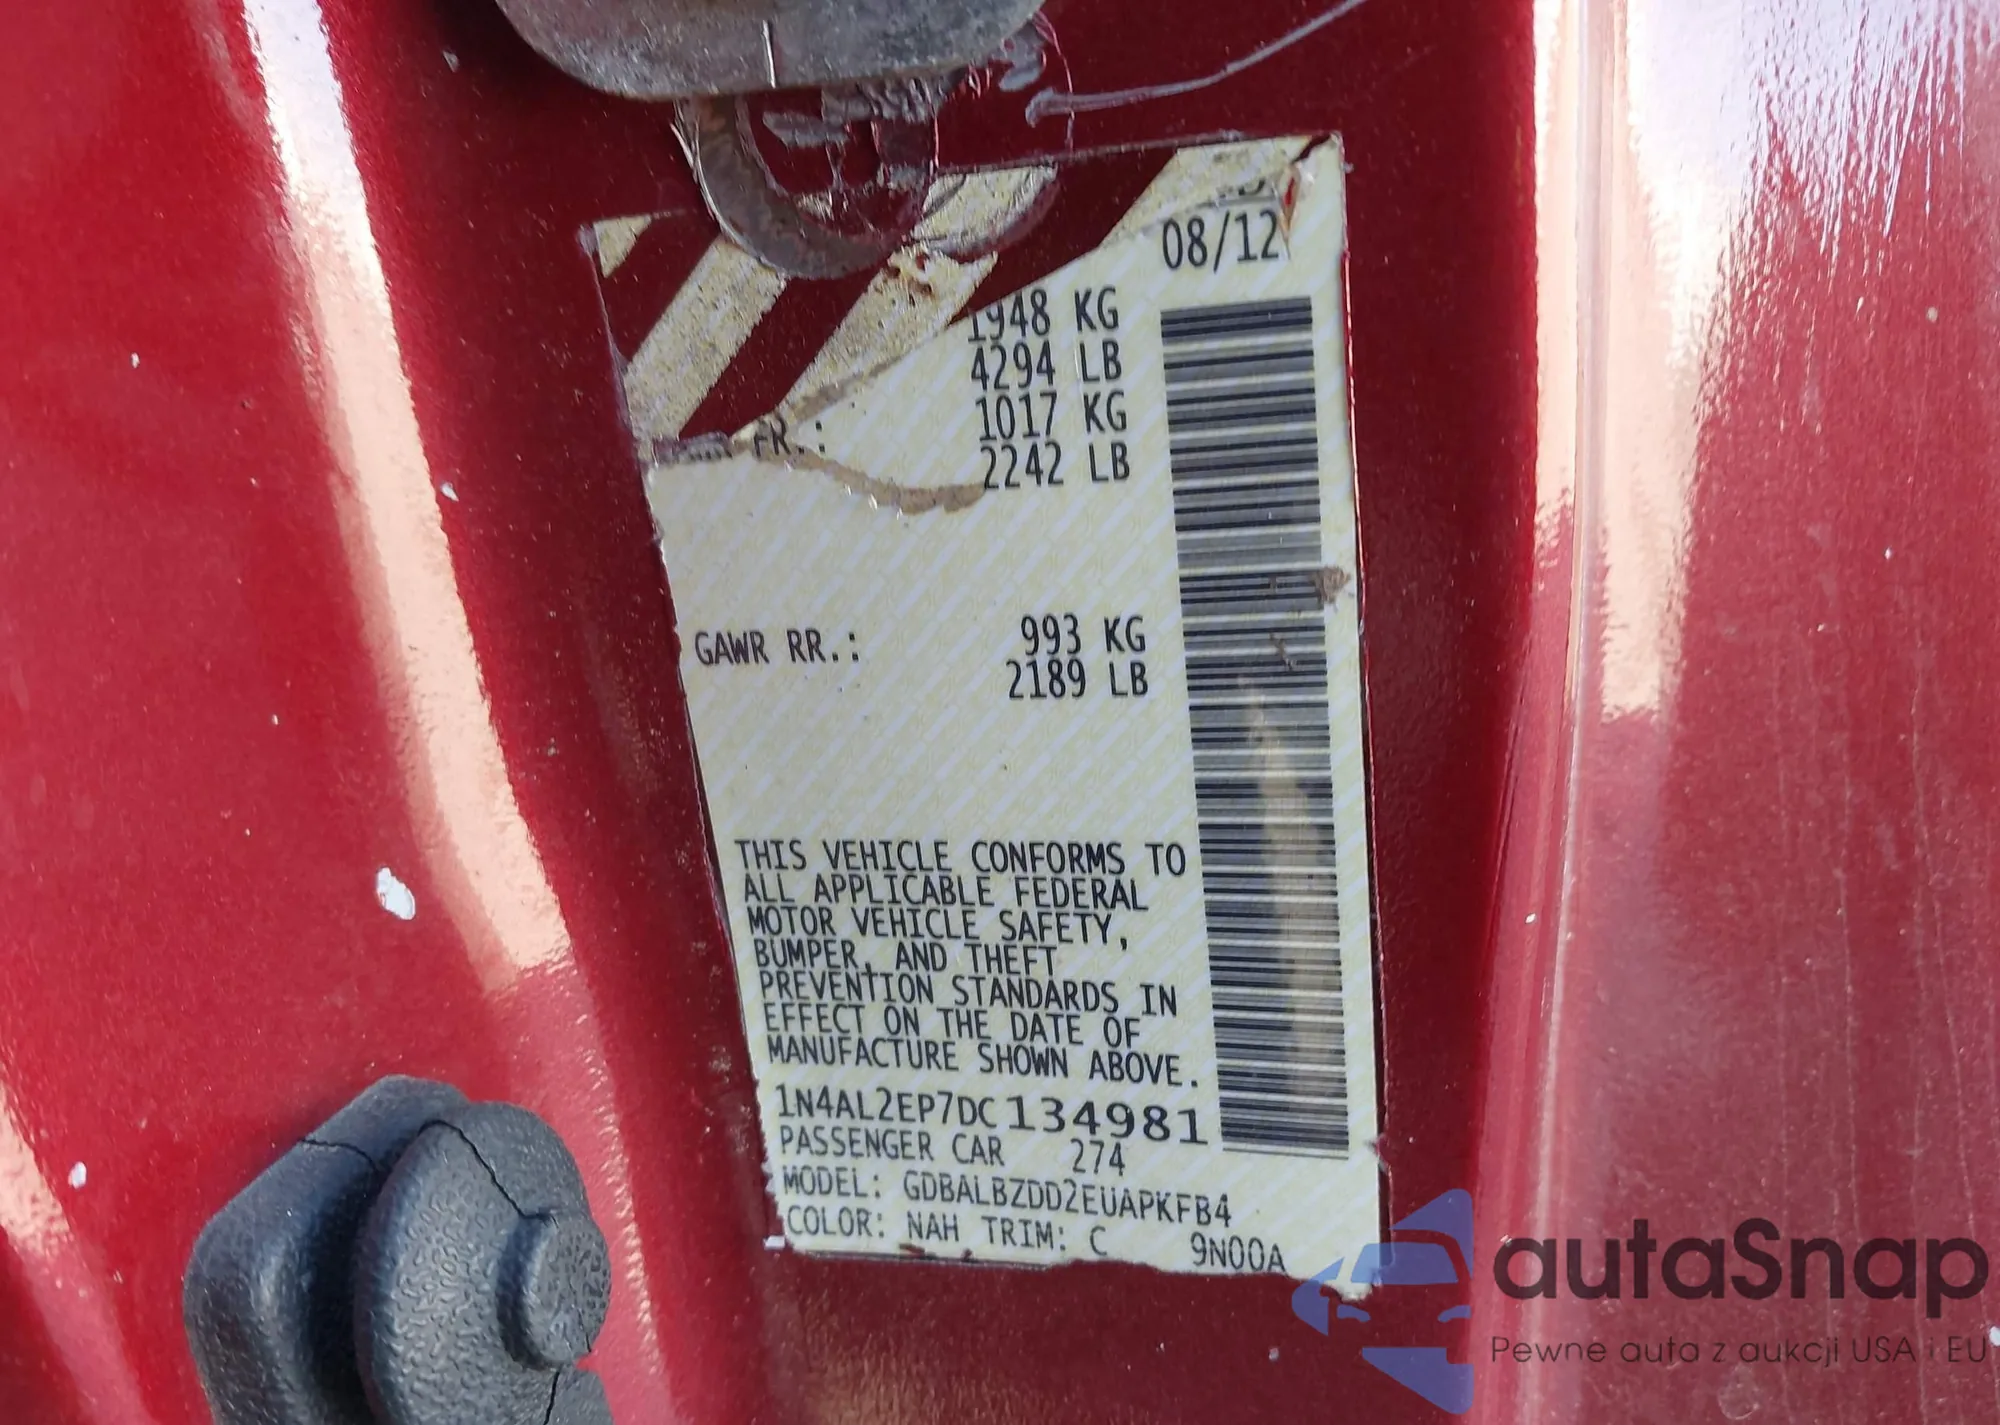 08/12
1948 KG
4294 LB
FR.: 1017 KG
2242 LB
GAWR RR.: 993 KG
2189 LB
THIS VEHICLE CONFORMS TO
ALL APPLICABLE FEDERAL
MOTOR VEHICLE SAFETY,
BUMPER, AND THEFT
PREVENTION STANDARDS IN
EFFECT ON THE DATE OF
MANUFACTURE SHOWN ABOVE.
1N4AL2EP7DC134981
PASSENGER CAR 274
MODEL: GDBALBZDD2EUAPKFB4
COLOR: NAH TRIM: C 9N00A
autaSnap
Pewne auta z aukcji USA i EU